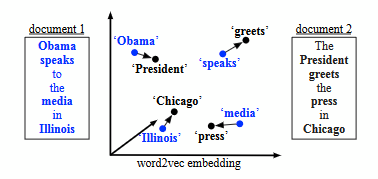 document 1
Obama
speaks
to
the
media
in
Illinois
‘Obama’
‘President’
‘greets’
‘speaks’
‘Chicago’
‘Illinois’
‘media’
‘press’
word2vec embedding
document 2
The
President
greets
the
press
in
Chicago